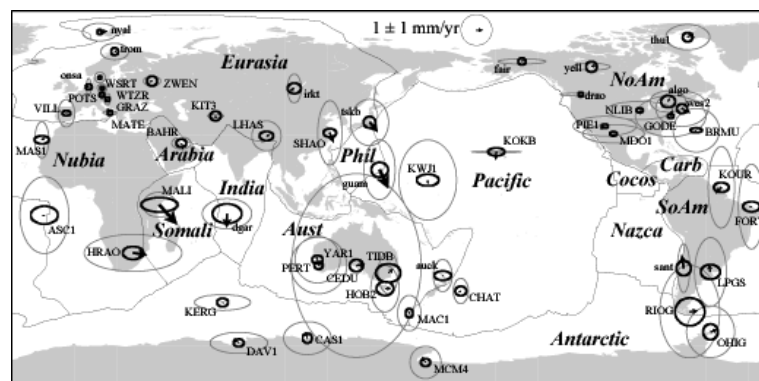 nyal
1 ± 1 mm/yr
thu1
trom
Eurasia
fair
yell
NoAm
onsa
WSRT
ZWEN
irkt
drao
algo
POTS
WTZR
tskb
NLIB
wes2
VILL
GRAZ
KIT3
GODE
MATE
LHAS
PIE1
BRMU
BAHR
SHAO
KOKB
MDO1
MAS1
Nubia
Arabia
Phil
KWJ1
Pacific
Cocos
Carb
KOUR
guam
MALI
India
SoAm
ASC1
Somali
dgar
Aust
Nazca
FORT
HRAO
YAR1
TIDB
auck
sant
PERT
CEDU
LPGS
HOB2
CHAT
KERG
MAC1
RIOG
Antarctic
OHIG
DAV1
CAS1
MCM4